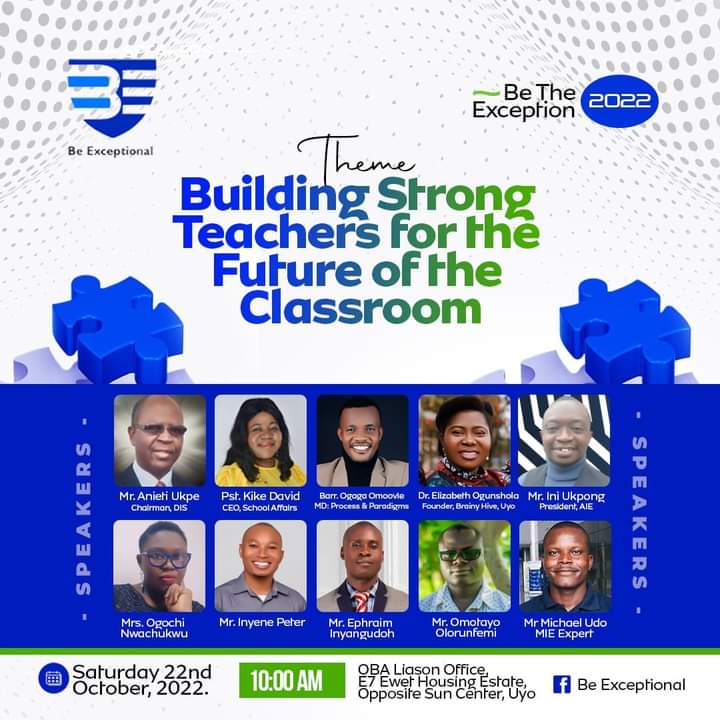 BE
Be Exceptional
Be The
Exception
2022
Theme
Building Strong
Teachers for the
Future of the
Classroom
- SPEAKERS -
Mr. Anieti Ukpe
Chairman, DIS
Pst. Kike David
CEO, School Affairs
Barr. Ogaga Omoovie
MD: Process & Paradigms
Dr. Elizabeth Ogunshola
Founder, Brainy Hive, Uyo
Mr. Ini Ukpong
President, AIE
Mrs. Ogochi
Nwachukwu
Mr. Inyene Peter
Mr. Ephraim
Inyangudoh
Mr. Omotayo
Olorunfemi
Mr Michael Udo
MIE Expert
- SPEAKERS -
Saturday 22nd
October, 2022.
10:00 AM
OBA Liason Office,
E7 Ewet Housing Estate,
Opposite Sun Center, Uyo
f Be Exceptional